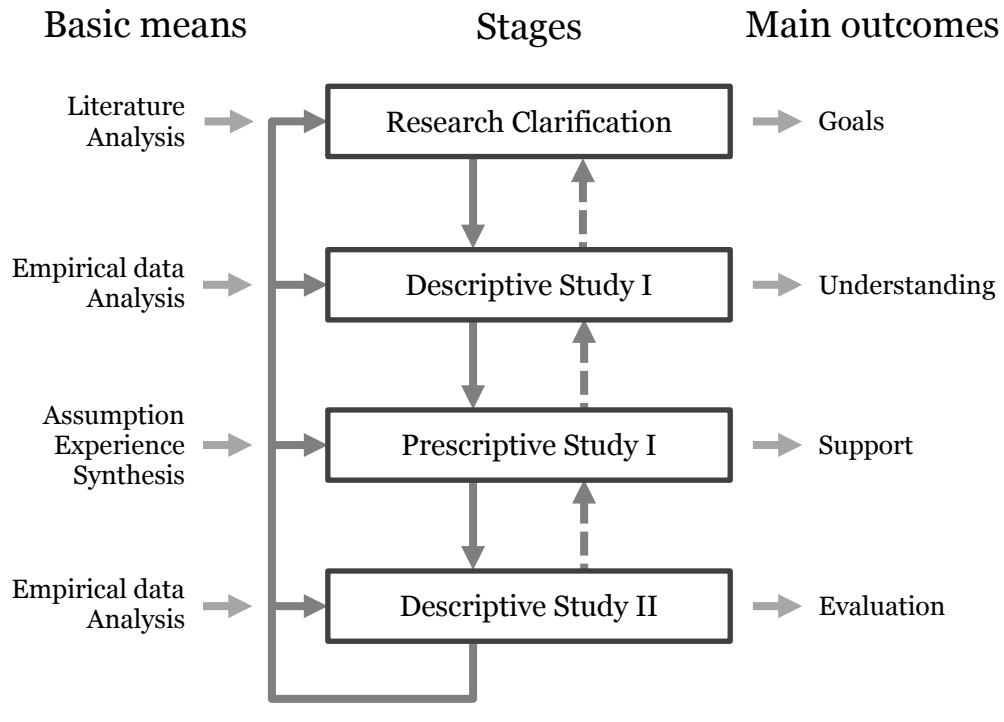 Basic means
Stages
Main outcomes
Literature
Analysis
Research Clarification
Goals
Empirical data
Analysis
Descriptive Study I
Understanding
Assumption
Experience
Synthesis
Prescriptive Study I
Support
Empirical data
Analysis
Descriptive Study II
Evaluation